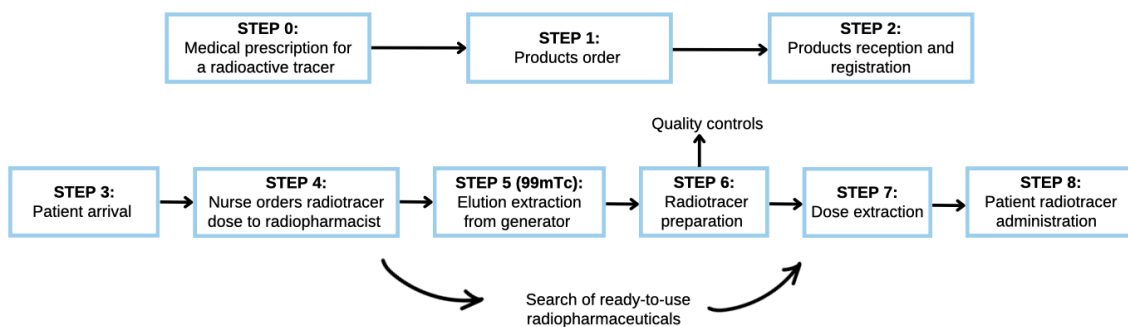 STEP 0:
Medical prescription for
a radioactive tracer
STEP 1:
Products order
STEP 2:
Products reception and
registration
Quality controls
STEP 3:
Patient arrival
STEP 4:
Nurse orders radiotracer
dose to radiopharmacist
STEP 5 (99mTc):
Elution extraction
from generator
STEP 6:
Radiotracer
preparation
STEP 7:
Dose extraction
STEP 8:
Patient radiotracer
administration
Search of ready-to-use
radiopharmaceuticals